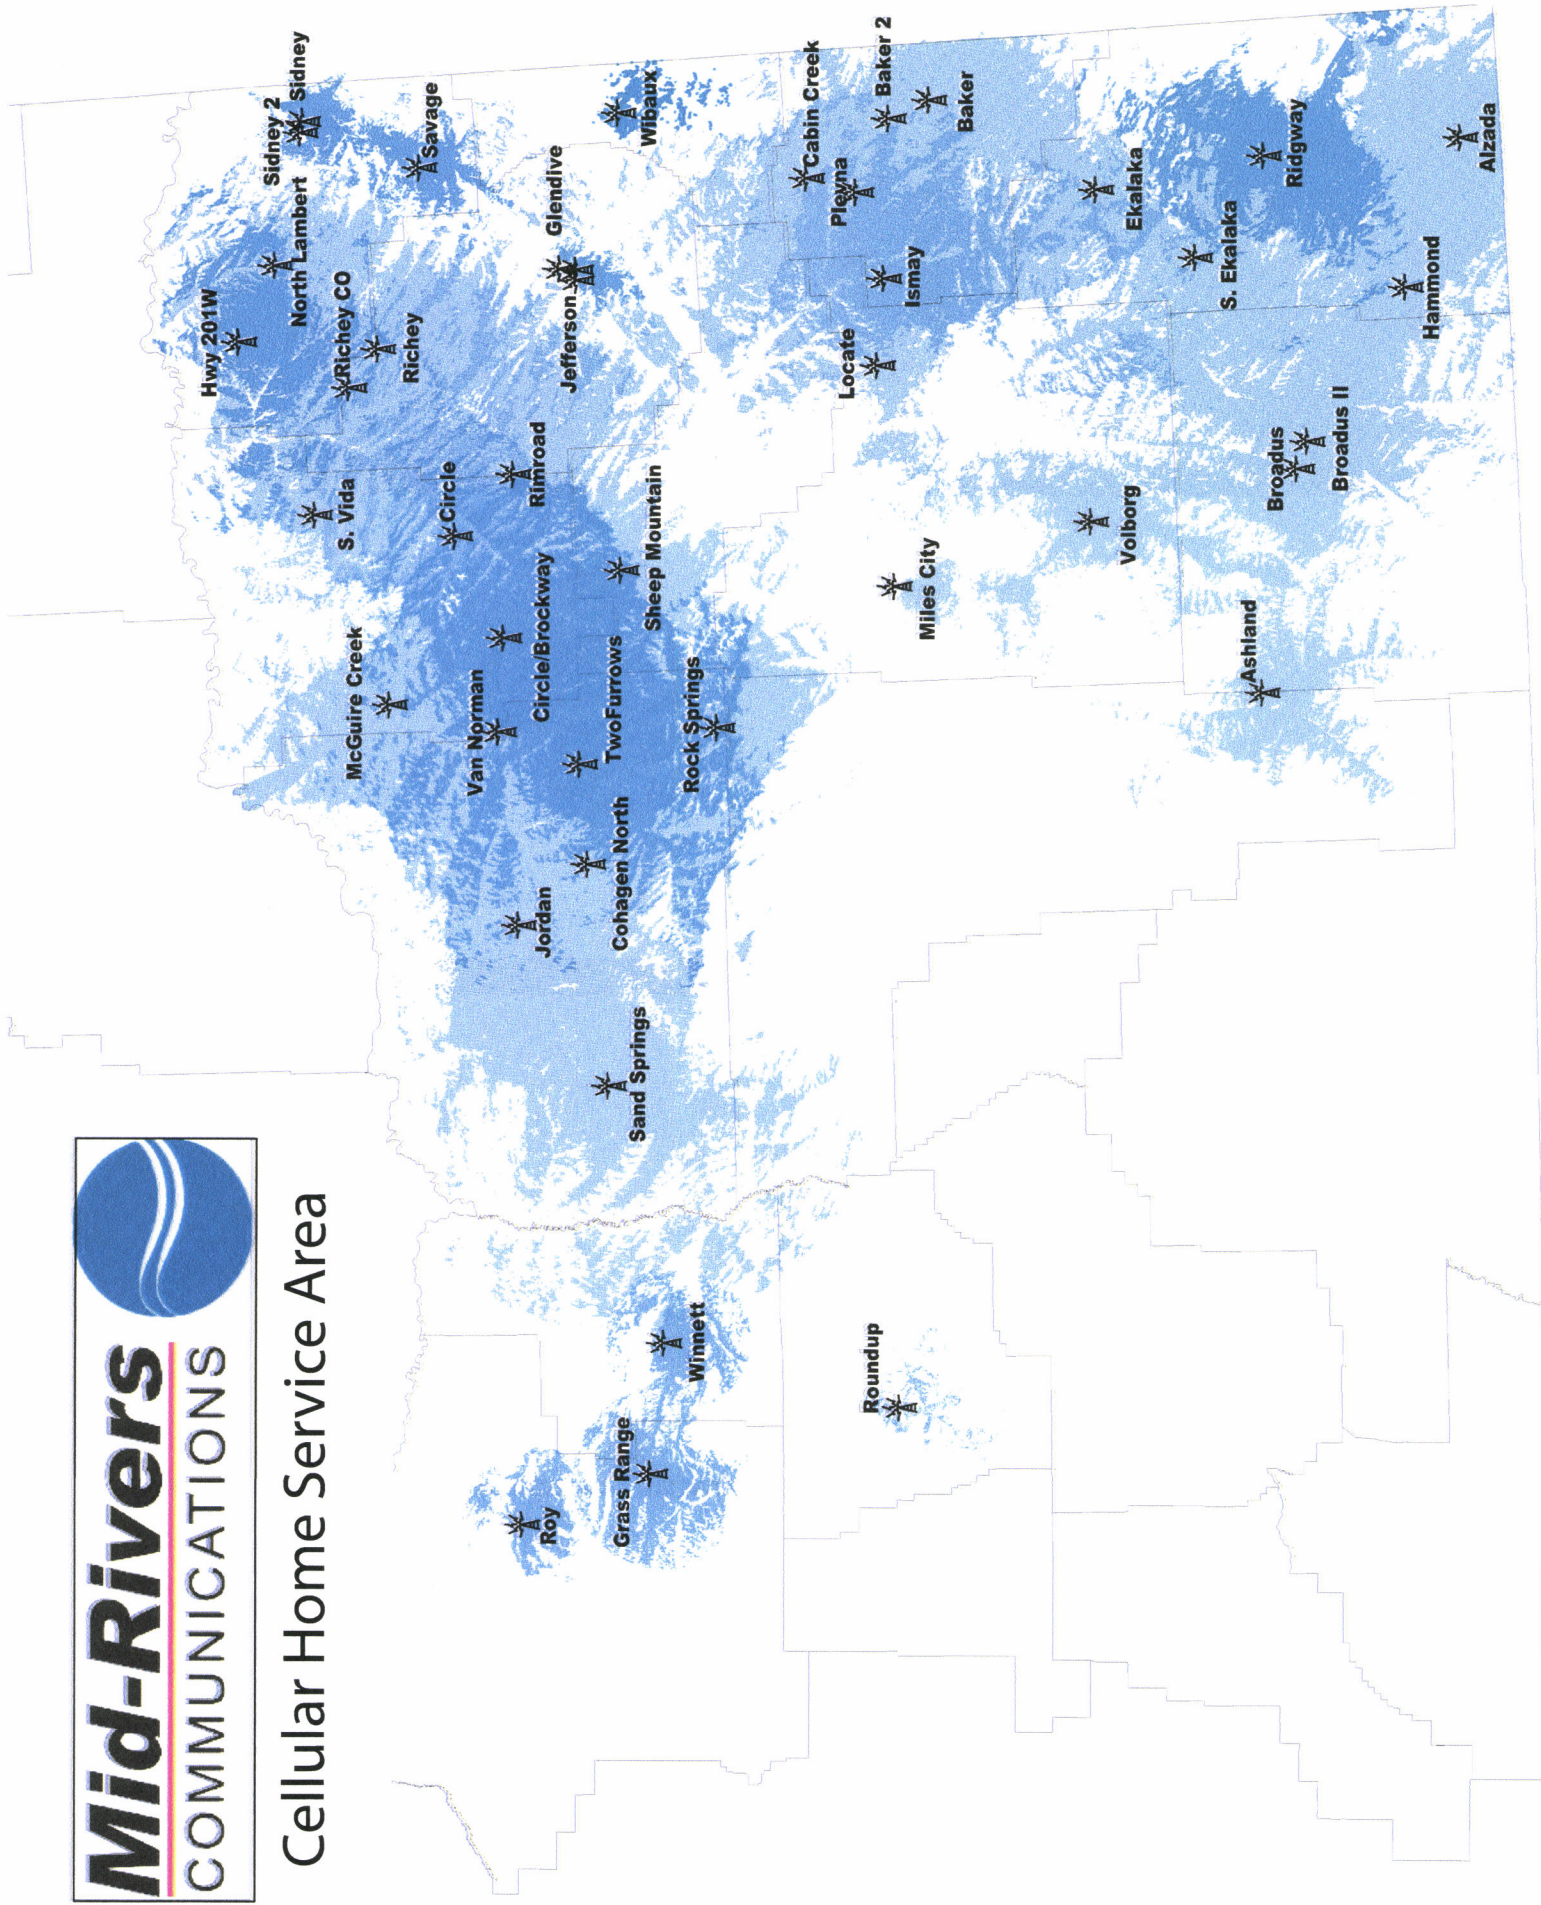 Mid-Rivers
COMMUNICATIONS
Cellular Home Service Area
Roy
Grass Range
Winnett
Roundup
Sand Springs
Jordan
Cohagen North
McGuire Creek
Van Norman
TwoFurrows
Rock Springs
Circle/Brockway
Sheep Mountain
S. Vida
Circle
Rimroad
Hwy 201W
North Lambert
Richey CO
Richey
Sidney 2
Sidney
Savage
Glendive
Jefferson
Wibaux
Cabin Creek
Plevna
Baker 2
Baker
Ismay
Locate
Miles City
Volborg
Ashland
Broadus
Broadus II
Ekalaka
S. Ekalaka
Ridgway
Hammond
Alzada